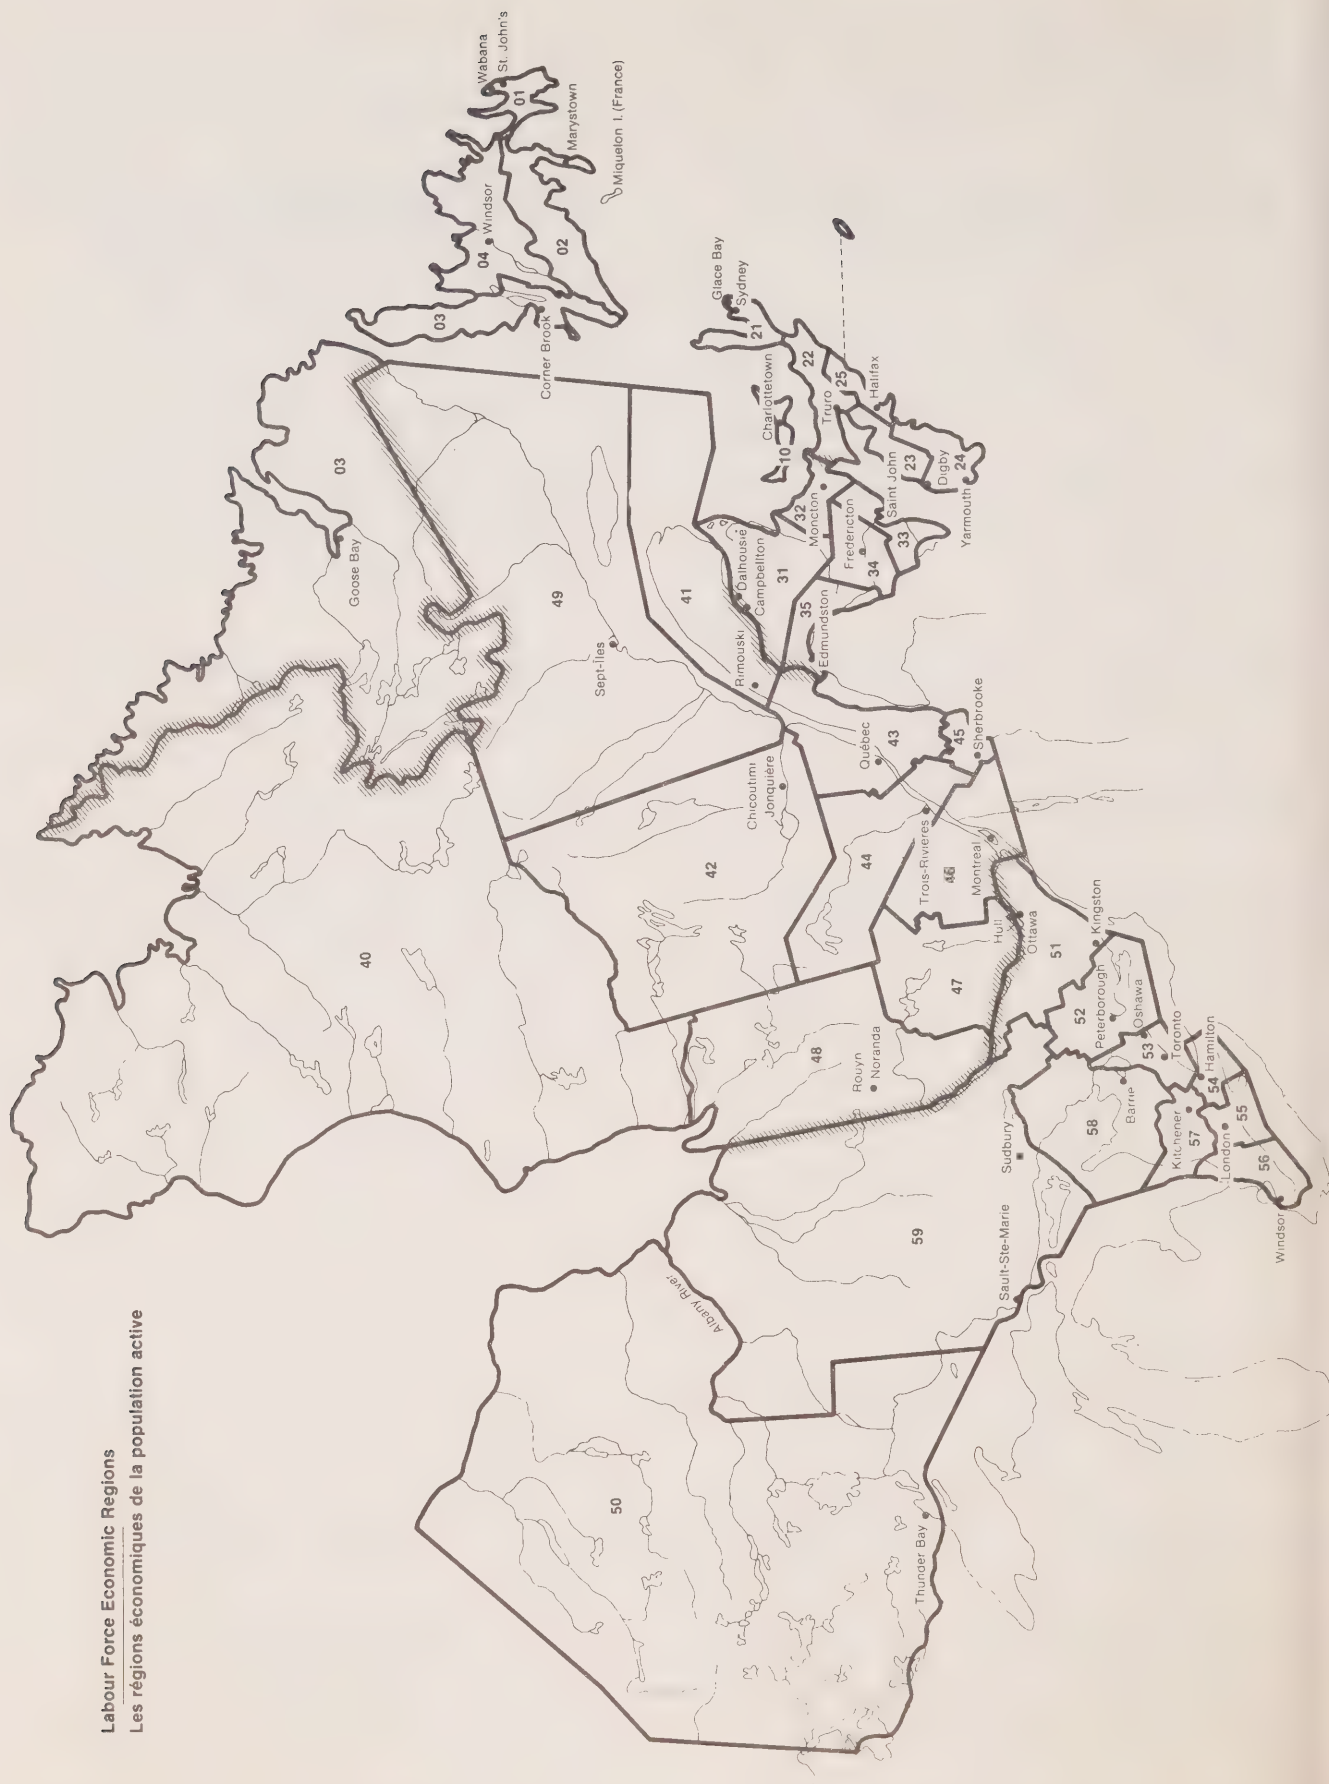 Labour Force Economic Regions
Les régions économiques de la population active
Wabana
St. John's
01
Marystown
Miquelon I. (France)
Windsor
04
02
03
Corner Brook
03
Goose Bay
Glace Bay
Sydney
21
22
25
Halifax
Truro
Charlottetown
10
23
Digby
24
Yarmouth
Saint John
32
Moncton
Fredericton
33
34
31
Dalhousie
Campbellton
35
Edmundston
Rimouski
41
49
Sept-Îles
40
42
Chicoutimi
Jonquière
Québec
43
45
Sherbrooke
44
Trois-Rivières
46
Montreal
Hull
Ottawa
47
48
Rouyn
Noranda
51
Kingston
52
Peterborough
Oshawa
53
Toronto
54
Hamilton
55
56
57
Kitchener
London
Windsor
58
Barrie
Sudbury
59
Sault-Ste-Marie
Albany River
50
Thunder Bay